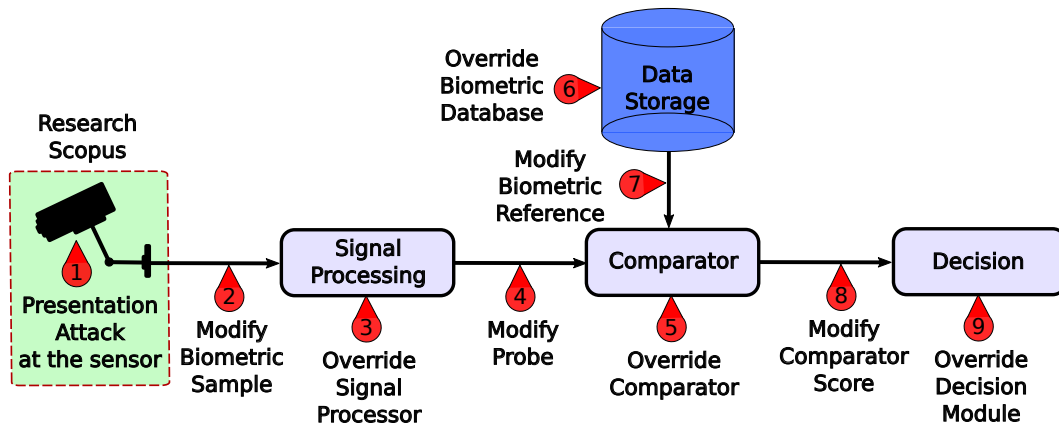 Research
Scopus
1
Presentation
Attack
at the sensor
2
Modify
Biometric
Sample
Signal
Processing
3
Override
Signal
Processor
4
Modify
Probe
Override
Biometric
Database
6
Data
Storage
Modify
Biometric
Reference
7
Comparator
5
Override
Comparator
8
Modify
Comparator
Score
Decision
9
Override
Decision
Module